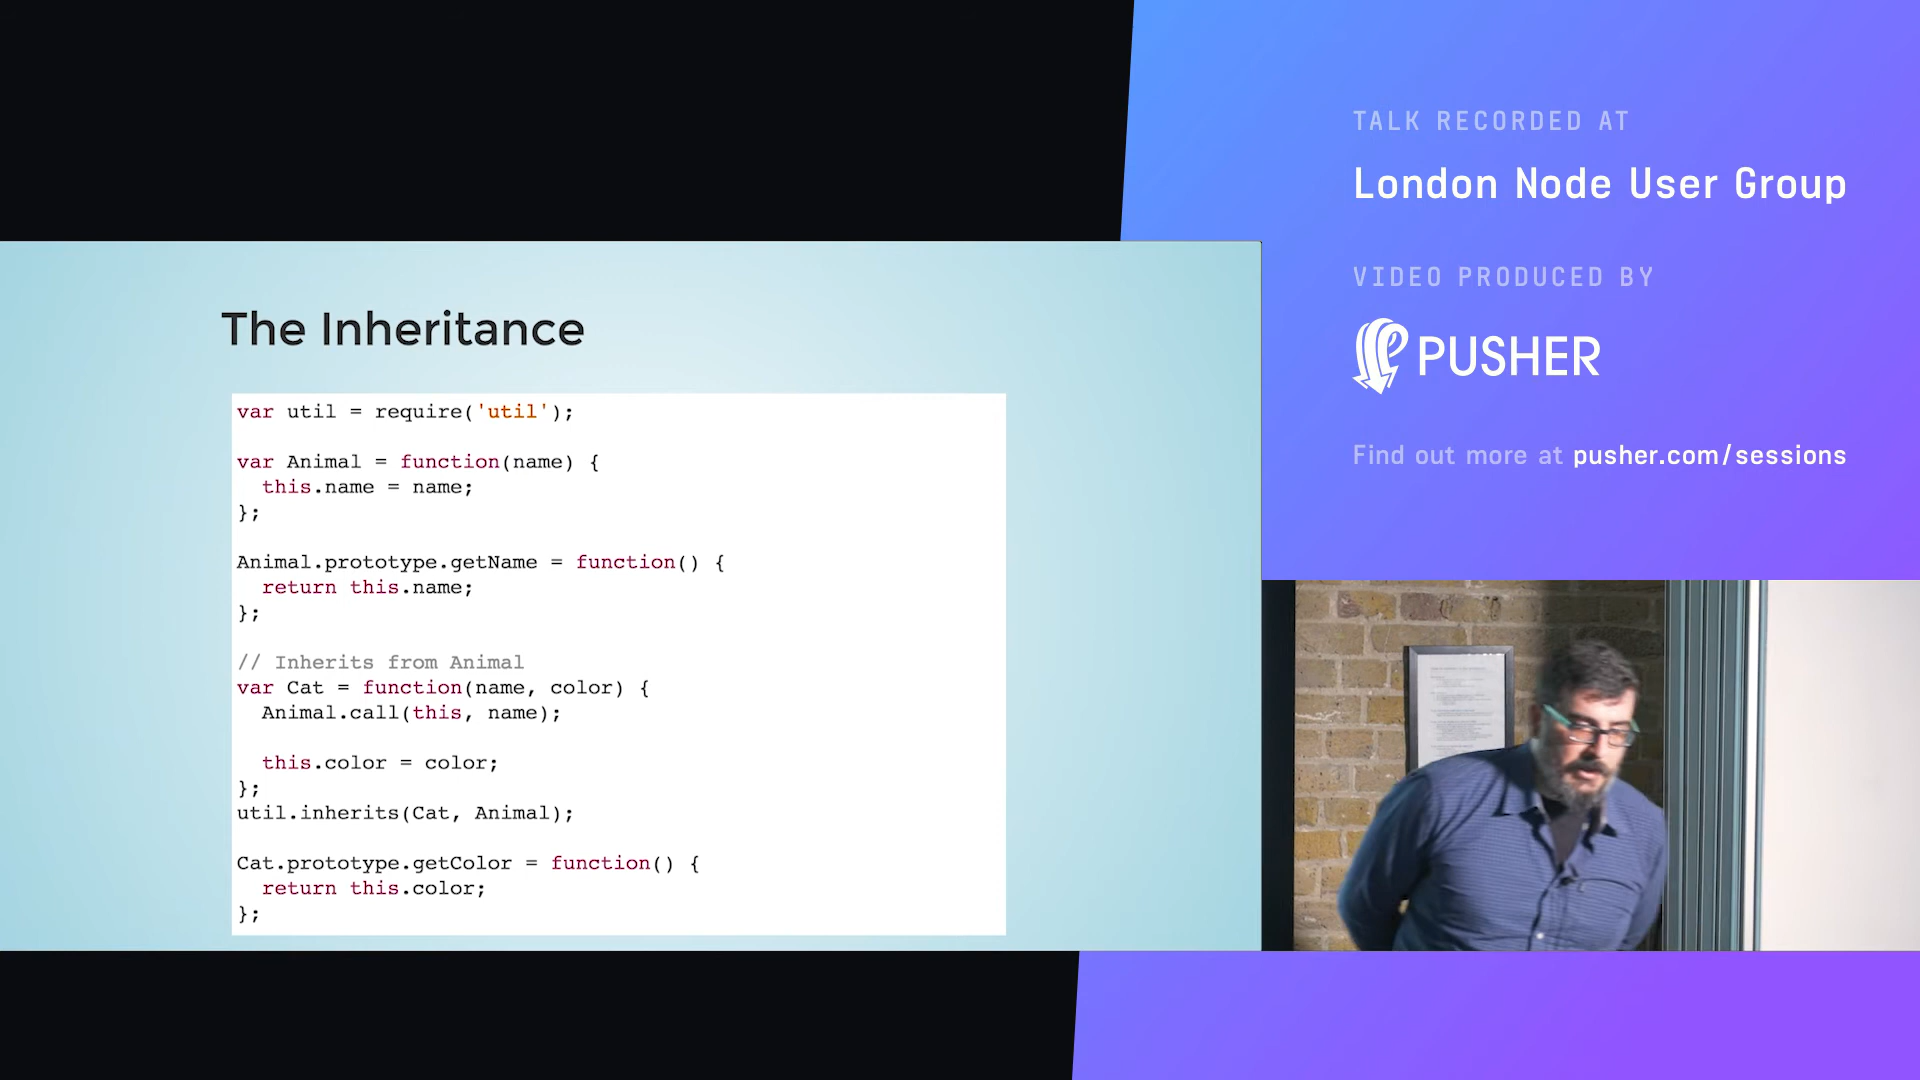 The Inheritance
var util = require('util');
var Animal = function(name) {
  this.name = name;
};
Animal.prototype.getName = function() {
  return this.name;
};
// Inherits from Animal
var Cat = function(name, color) {
  Animal.call(this, name);
  this.color = color;
};
util.inherits(Cat, Animal);
Cat.prototype.getColor = function() {
  return this.color;
};
TALK RECORDED AT
London Node User Group
VIDEO PRODUCED BY
PUSHER
Find out more at pusher.com/sessions